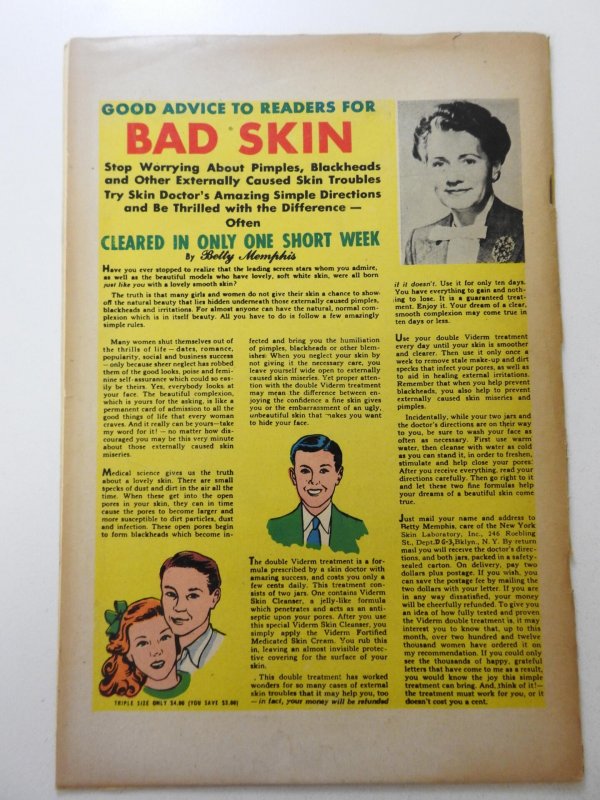 GOOD ADVICE TO READERS FOR
BAD SKIN
Stop Worrying About Pimples, Blackheads
and Other Externally Caused Skin Troubles
Try Skin Doctor's Amazing Simple Directions
and Be Thrilled with the Difference —
Often
CLEARED IN ONLY ONE SHORT WEEK
By Betty Memphis
Have you ever stopped to realize that the leading screen stars whom you admire,
as well as the beautiful models who have lovely, soft white skin, were all born
just like you with a lovely smooth skin?
The truth is that many girls and women do not give their skin a chance to show
off the natural beauty that lies hidden underneath those externally caused pimples,
blackheads and irritations. For almost anyone can have the natural, normal com-
plexion which is in itself beauty. All you have to do is follow a few amazingly
simple rules.
Many women shut themselves out of
the thrills of life — dates, romance,
popularity, social and business success
— only because sheer neglect has robbed
them of the good looks, poise and femi-
nine self-assurance which could so eas-
ily be theirs. Yes, everybody looks at
your face. The beautiful complexion,
which is yours for the asking, is like a
permanent card of admission to all the
good things of life that every woman
craves. And it really can be yours—take
my word for it! — no matter how dis-
couraged you may be this very minute
about those externally caused skin
miseries.
Medical science gives us the truth
about a lovely skin. There are small
specks of dust and dirt in the air all the
time. When these get into the open
pores in your skin, they can in time
cause the pores to become larger and
more susceptible to dirt particles, dust
and infection. These open pores begin
to form blackheads which become in-
fected and bring you the humiliation
of pimples, blackheads or other blem-
ishes. When you neglect your skin by
not giving it the necessary care, you
leave yourself wide open to externally
caused skin miseries. Yet proper atten-
tion with the double Viderm treatment
may mean the difference between en-
joying the confidence a fine skin gives
you or the embarrassment of an ugly,
unbeautiful skin that makes you want
to hide your face.
The double Viderm treatment is a for-
mula prescribed by a skin doctor with
amazing success, and costs you only a
few cents daily. This treatment con-
sists of two jars. One contains Viderm
Skin Cleanser, a jelly-like formula
which penetrates and acts as an anti-
septic upon your pores. After you use
this special Viderm Skin Cleanser, you
simply apply the Viderm Fortified
Medicated Skin Cream. You rub this
in, leaving an almost invisible protec-
tive covering for the surface of your
skin.
This double treatment has worked
wonders for so many cases of external
skin troubles that it may help you, too
— in fact, your money will be refunded
if it doesn't. Use it for only ten days.
You have everything to gain and noth-
ing to lose. It is a guaranteed treat-
ment. Enjoy it. Your dream of a clear,
smooth complexion may come true in
ten days or less.
Use your double Viderm treatment
every day until your skin is smoother
and clearer. Then use it only once a
week to remove stale make-up and dirt
specks that infect your pores, as well as
to aid in healing external irritations.
Remember that when you help prevent
blackheads, you also help to prevent
externally caused skin miseries and
pimples.
Incidentally, while your two jars and
the doctor's directions are on their way
to you, be sure to wash your face as
often as necessary. First use warm
water, then cleanse with water as cold
as you can stand it, in order to freshen,
stimulate and help close your pores.
After you receive everything, read your
directions carefully. Then go right to it
and let these two fine formulas help
your dreams of a beautiful skin come
true.
Just mail your name and address to
Betty Memphis, care of the New York
Skin Laboratory, Inc., 246 Roebling
St., Dept. DG-3, Bklyn., N. Y. By return
mail you will receive the doctor's direc-
tions, and both jars, packed in a safety-
sealed carton. On delivery, pay two
dollars plus postage. If you wish, you
can save the postage fee by mailing the
two dollars with your letter. If you are
in any way dissatisfied, your money
will be cheerfully refunded. To give you
an idea of how fully tested and proven
the Viderm double treatment is, it may
interest you to know that, up to this
month, over two hundred and twelve
thousand women have ordered it on
my recommendation. If you could only
see the thousands of happy, grateful
letters that have come to me as a result,
you would know the joy this simple
treatment can bring. And, think of it!—
the treatment must work for you, or it
doesn't cost you a cent.
TRIPLE SIZE ONLY $4.00 (YOU SAVE $3.00)